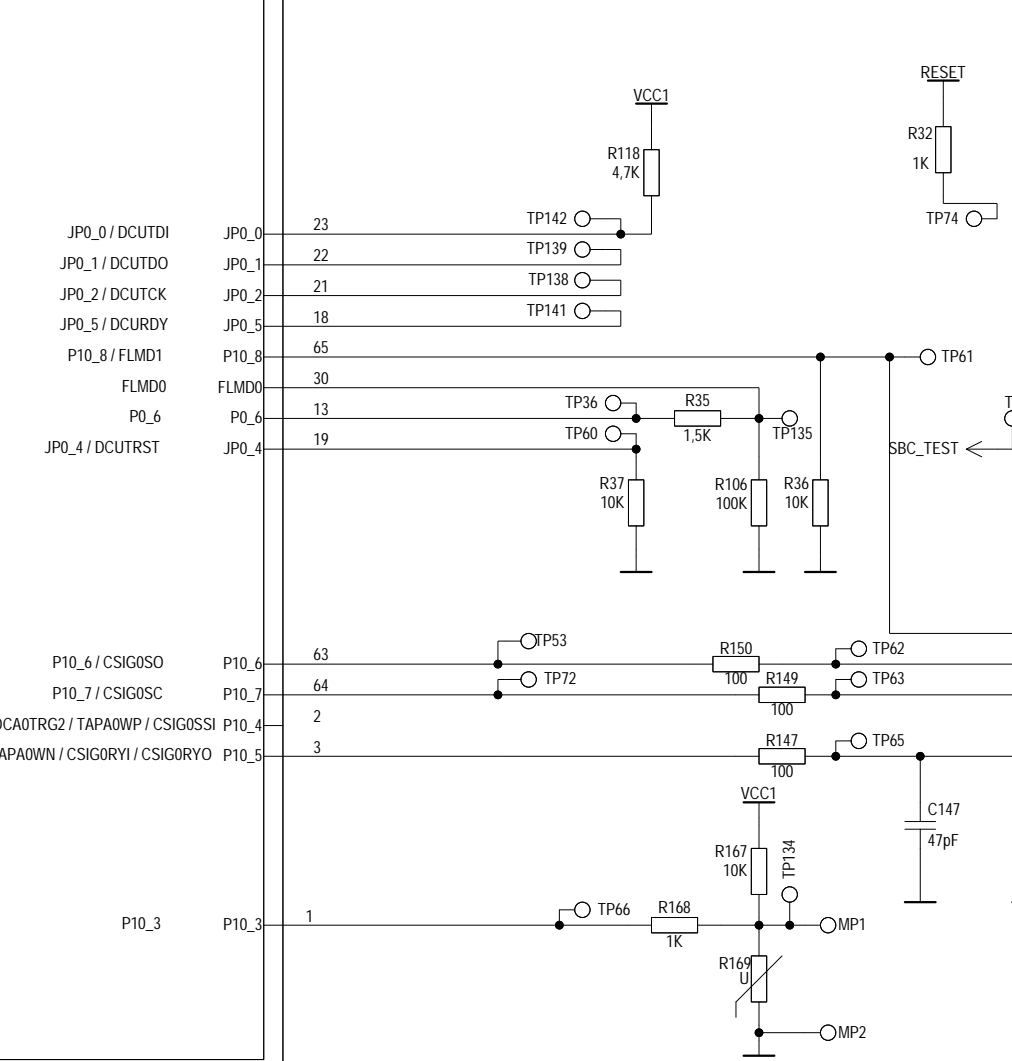 RESET
VCC1
R32
1K
R118
4,7K
TP142
TP74
JP0_0 / DCUTDI JP0_0 23
TP139
JP0_1 / DCUTDO JP0_1 22
TP138
JP0_2 / DCUTCK JP0_2 21
TP141
JP0_5 / DCURDY JP0_5 18
P10_8 / FLMD1 P10_8 65 TP61
FLMD0 FLMD0 30
TP36 R35
P0_6 P0_6 13
TP60 1,5K TP135
JP0_4 / DCUTRST JP0_4 19 SBC_TEST
R37 R106 R36
10K 100K 10K
TP53
P10_6 / CSIG0SO P10_6 63 R150 TP62
100
P10_7 / CSIG0SC P10_7 64 TP72 R149 TP63
100
OCA0TRG2 / TAPA0WP / CSIG0SSI P10_4 2
APA0WN / CSIG0RYI / CSIG0RYO P10_5 3 R147 TP65
100
VCC1
C147
47pF
R167
10K
TP134
P10_3 P10_3 1 TP66 R168 MP1
1K
R169
U
MP2